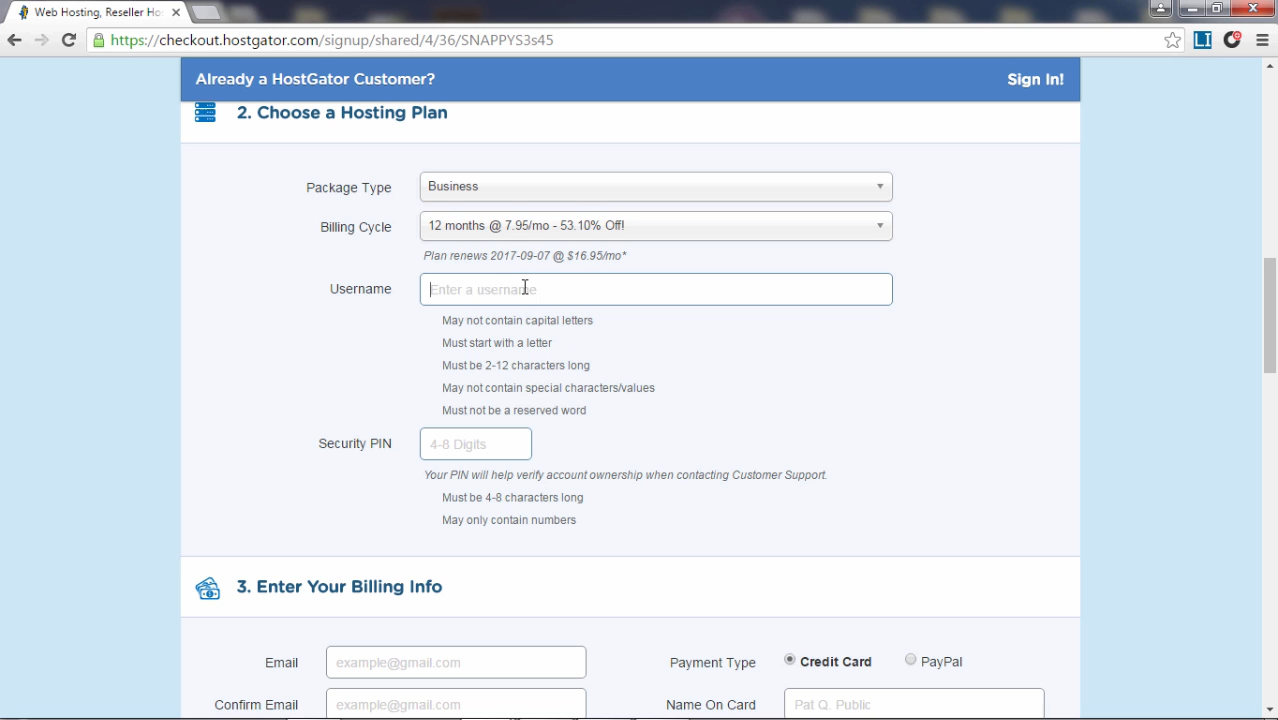 Web Hosting, Reseller Ho
https://checkout.hostgator.com/signup/shared/4/36/SNAPPYS3s45
LI
Already a HostGator Customer?
Sign In!
2. Choose a Hosting Plan
Package Type
Business
Billing Cycle
12 months @ 7.95/mo - 53.10% Off!
Plan renews 2017-09-07 @ $16.95/mo*
Username
Enter a username
May not contain capital letters
Must start with a letter
Must be 2-12 characters long
May not contain special characters/values
Must not be a reserved word
Security PIN
4-8 Digits
Your PIN will help verify account ownership when contacting Customer Support.
Must be 4-8 characters long
May only contain numbers
3. Enter Your Billing Info
Email
example@gmail.com
Payment Type
Credit Card
PayPal
Confirm Email
example@gmail.com
Name On Card
Pat Q. Public